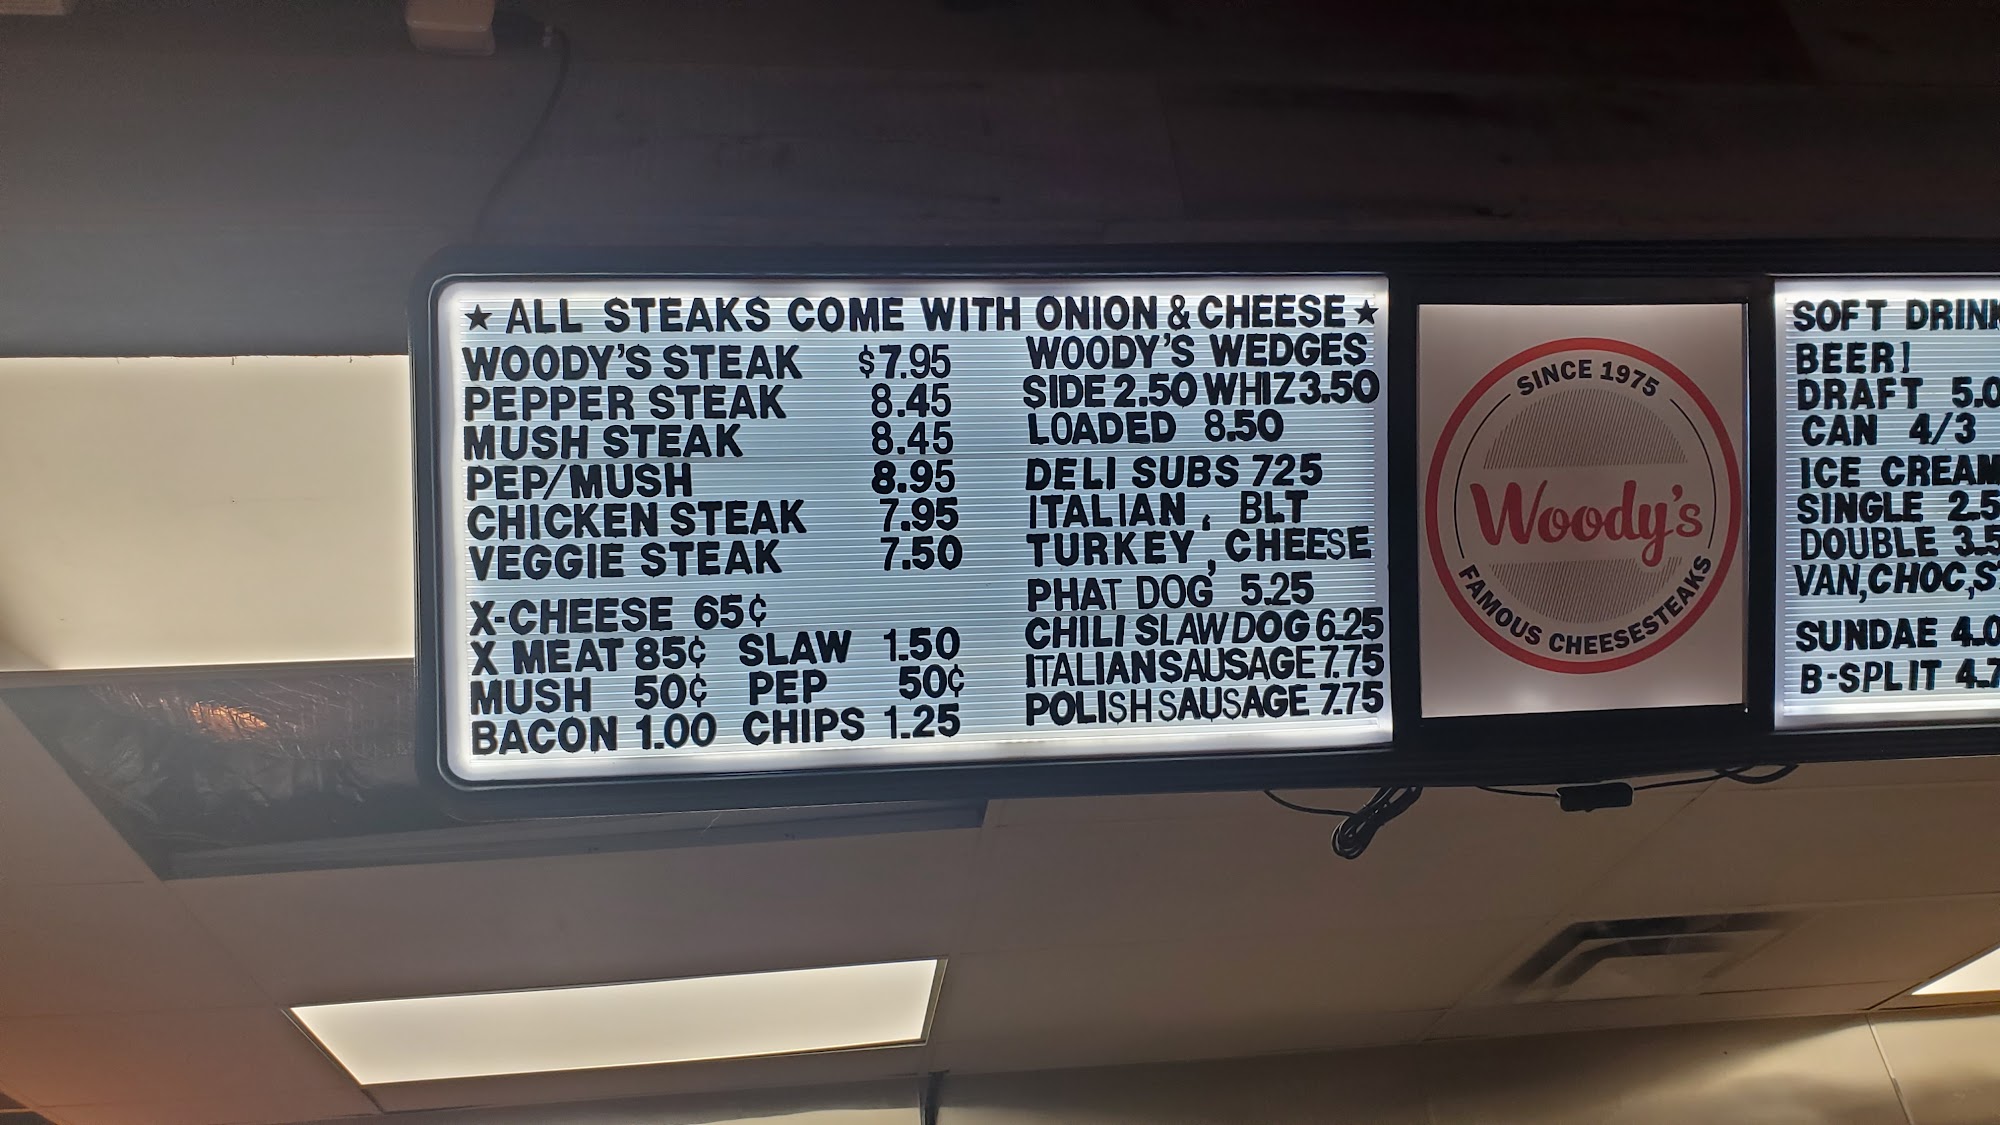 ★ ALL STEAKS COME WITH ONION & CHEESE ★
WOODY'S STEAK $7.95
PEPPER STEAK 8.45
MUSH STEAK 8.45
PEP/MUSH 8.95
CHICKEN STEAK 7.95
VEGGIE STEAK 7.50
X-CHEESE 65¢
X MEAT 85¢ SLAW 1.50
MUSH 50¢ PEP 50¢
BACON 1.00 CHIPS 1.25
WOODY'S WEDGES
SIDE 2.50 WHIZ 3.50
LOADED 8.50
DELI SUBS 725
ITALIAN, BLT
TURKEY, CHEESE
PHAT DOG 5.25
CHILI SLAW DOG 6.25
ITALIAN SAUSAGE 7.75
POLISH SAUSAGE 7.75
SINCE 1975
Woody's
FAMOUS CHEESESTEAKS
SOFT
BEER!
DRAFT
CAN 4/3
ICE CREAM
SINGLE
DOUBLE
VAN, CHOC,
SUNDAE
B-SPLIT